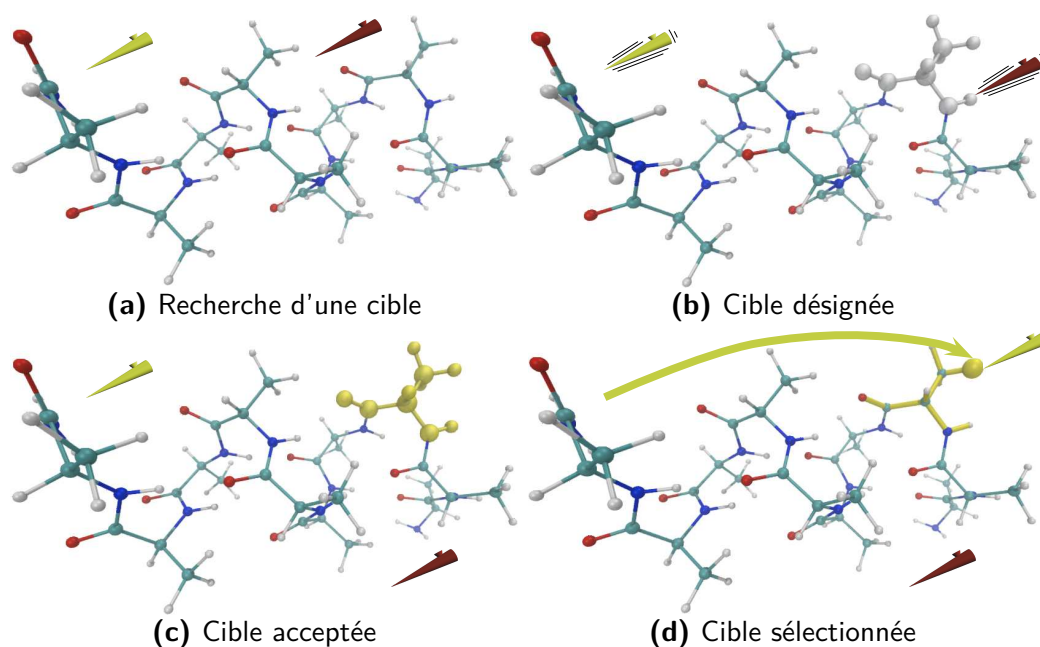 (a) Recherche d'une cible
(b) Cible désignée
(c) Cible acceptée
(d) Cible sélectionnée